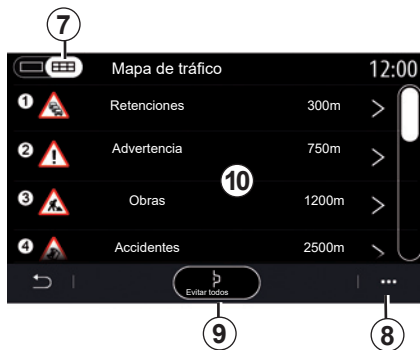 7
Mapa de tráfico 12:00
1 Retenciones 300m
2 Advertencia 750m
10
3 Obras 1200m
4 Accidentes 2500m
Evitar todos
9 8